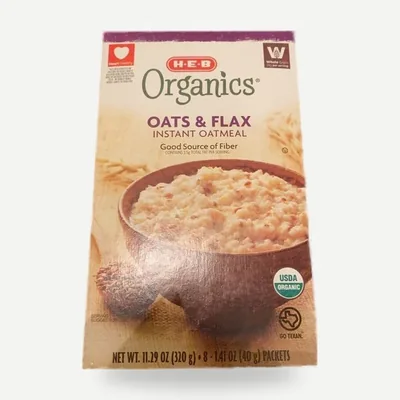 H-E-B
Organics®
OATS & FLAX
INSTANT OATMEAL
Good Source of Fiber
USDA
ORGANIC
GO TEXAN.
NET WT. 11.29 OZ (320 g) • 8 - 1.41 OZ (40 g) PACKETS